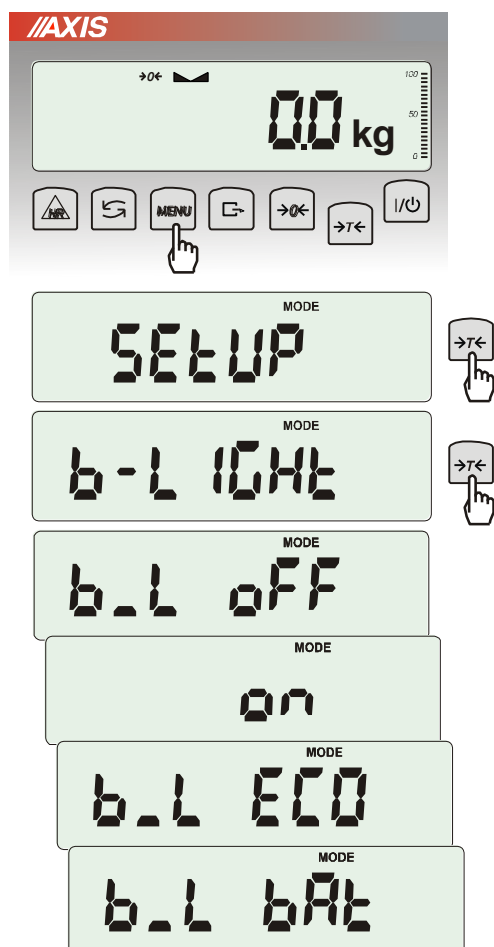 //AXIS
→0←
100
50
0
0.0 kg
HR MENU →0← →T← I/⏻
MODE
SEtUP
→T←
MODE
b-LIGHt
→T←
MODE
b_L oFF
MODE
on
MODE
b_L ECO
MODE
b_L bAt